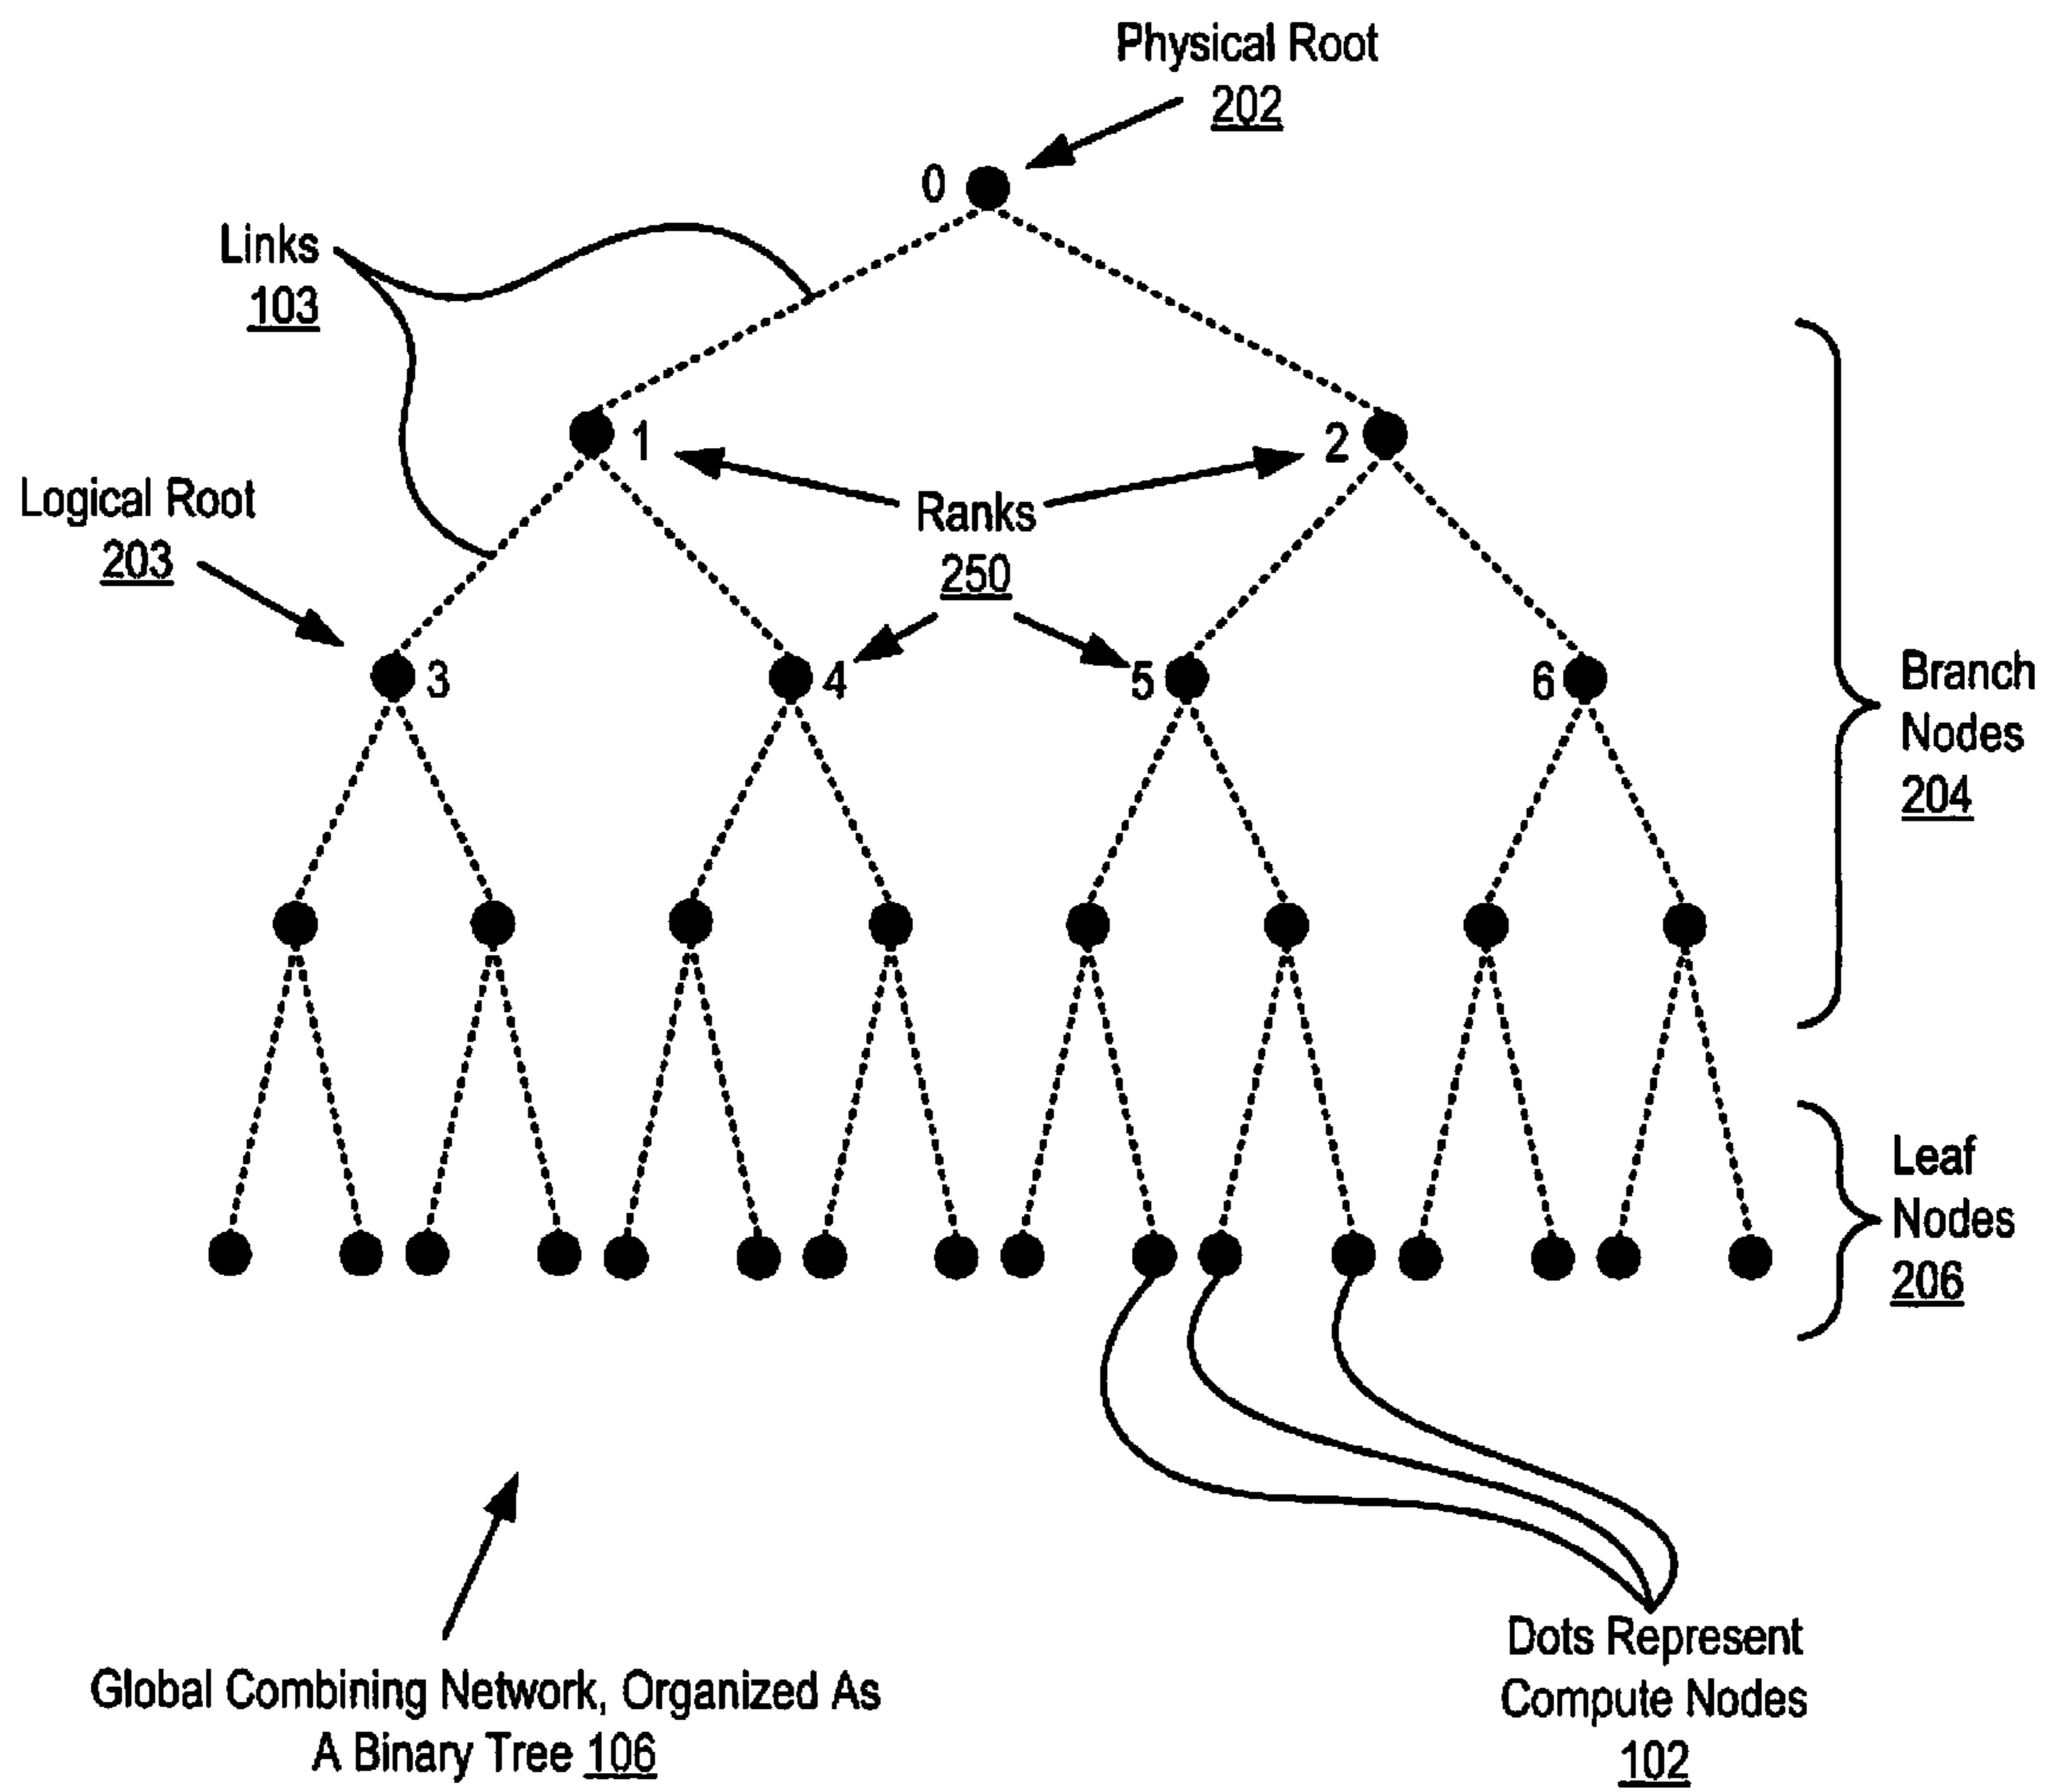 Physical Root
202
0
Links
103
1
2
Logical Root
203
Ranks
250
3
4
5
6
Branch
Nodes
204
Leaf
Nodes
206
Global Combining Network, Organized As
A Binary Tree 106
Dots Represent
Compute Nodes
102